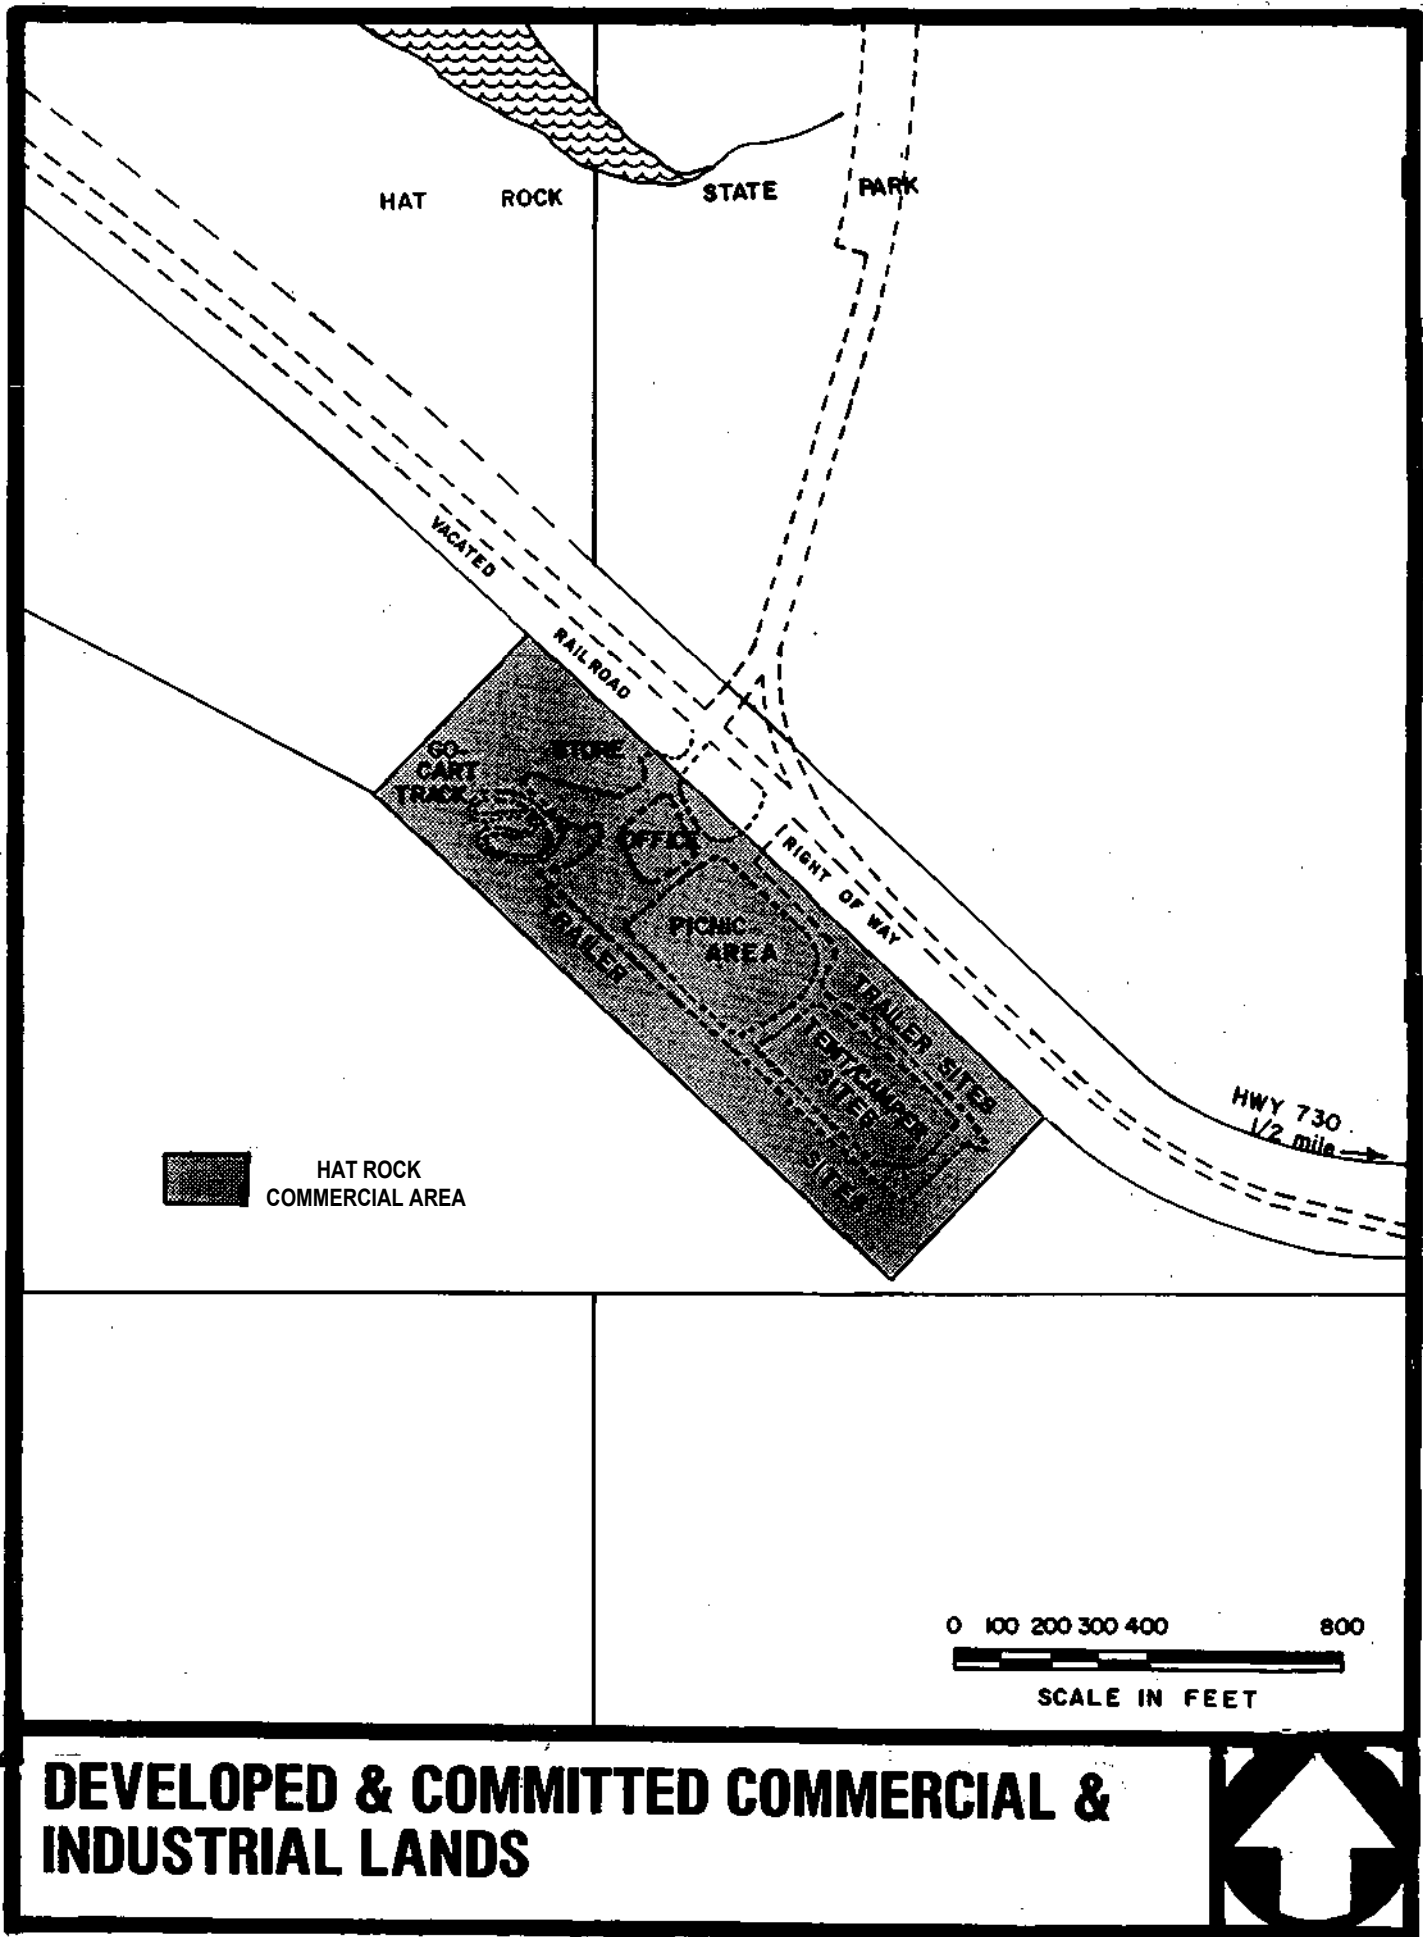 HAT ROCK STATE PARK
VACATED RAILROAD RIGHT OF WAY
GO-
CART
TRACK
STORE
OFFICE
PICNIC
AREA
TRAILER
SITES
TRAILER SITES
TENT/CAMPER
SITES
HWY 730
1/2 mile
HAT ROCK
COMMERCIAL AREA
0 100 200 300 400 800
SCALE IN FEET
DEVELOPED & COMMITTED COMMERCIAL &
INDUSTRIAL LANDS